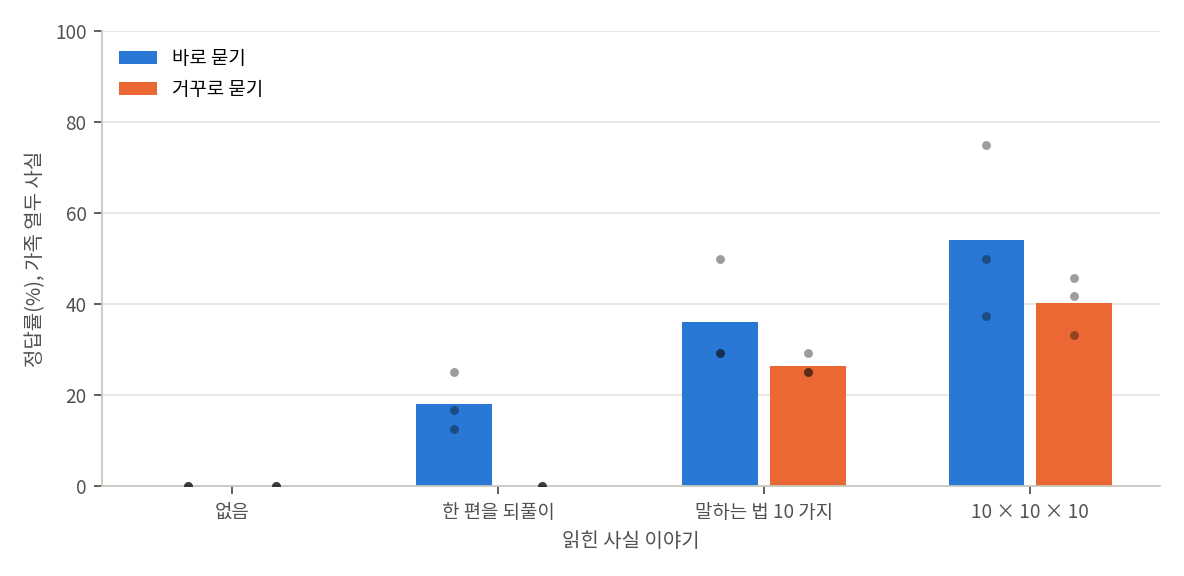 100
80
60
40
20
0
정답률(%), 가족 열두 사실
바로 묻기
거꾸로 묻기
없음
한 편을 되풀이
말하는 법 10 가지
10 × 10 × 10
읽힌 사실 이야기